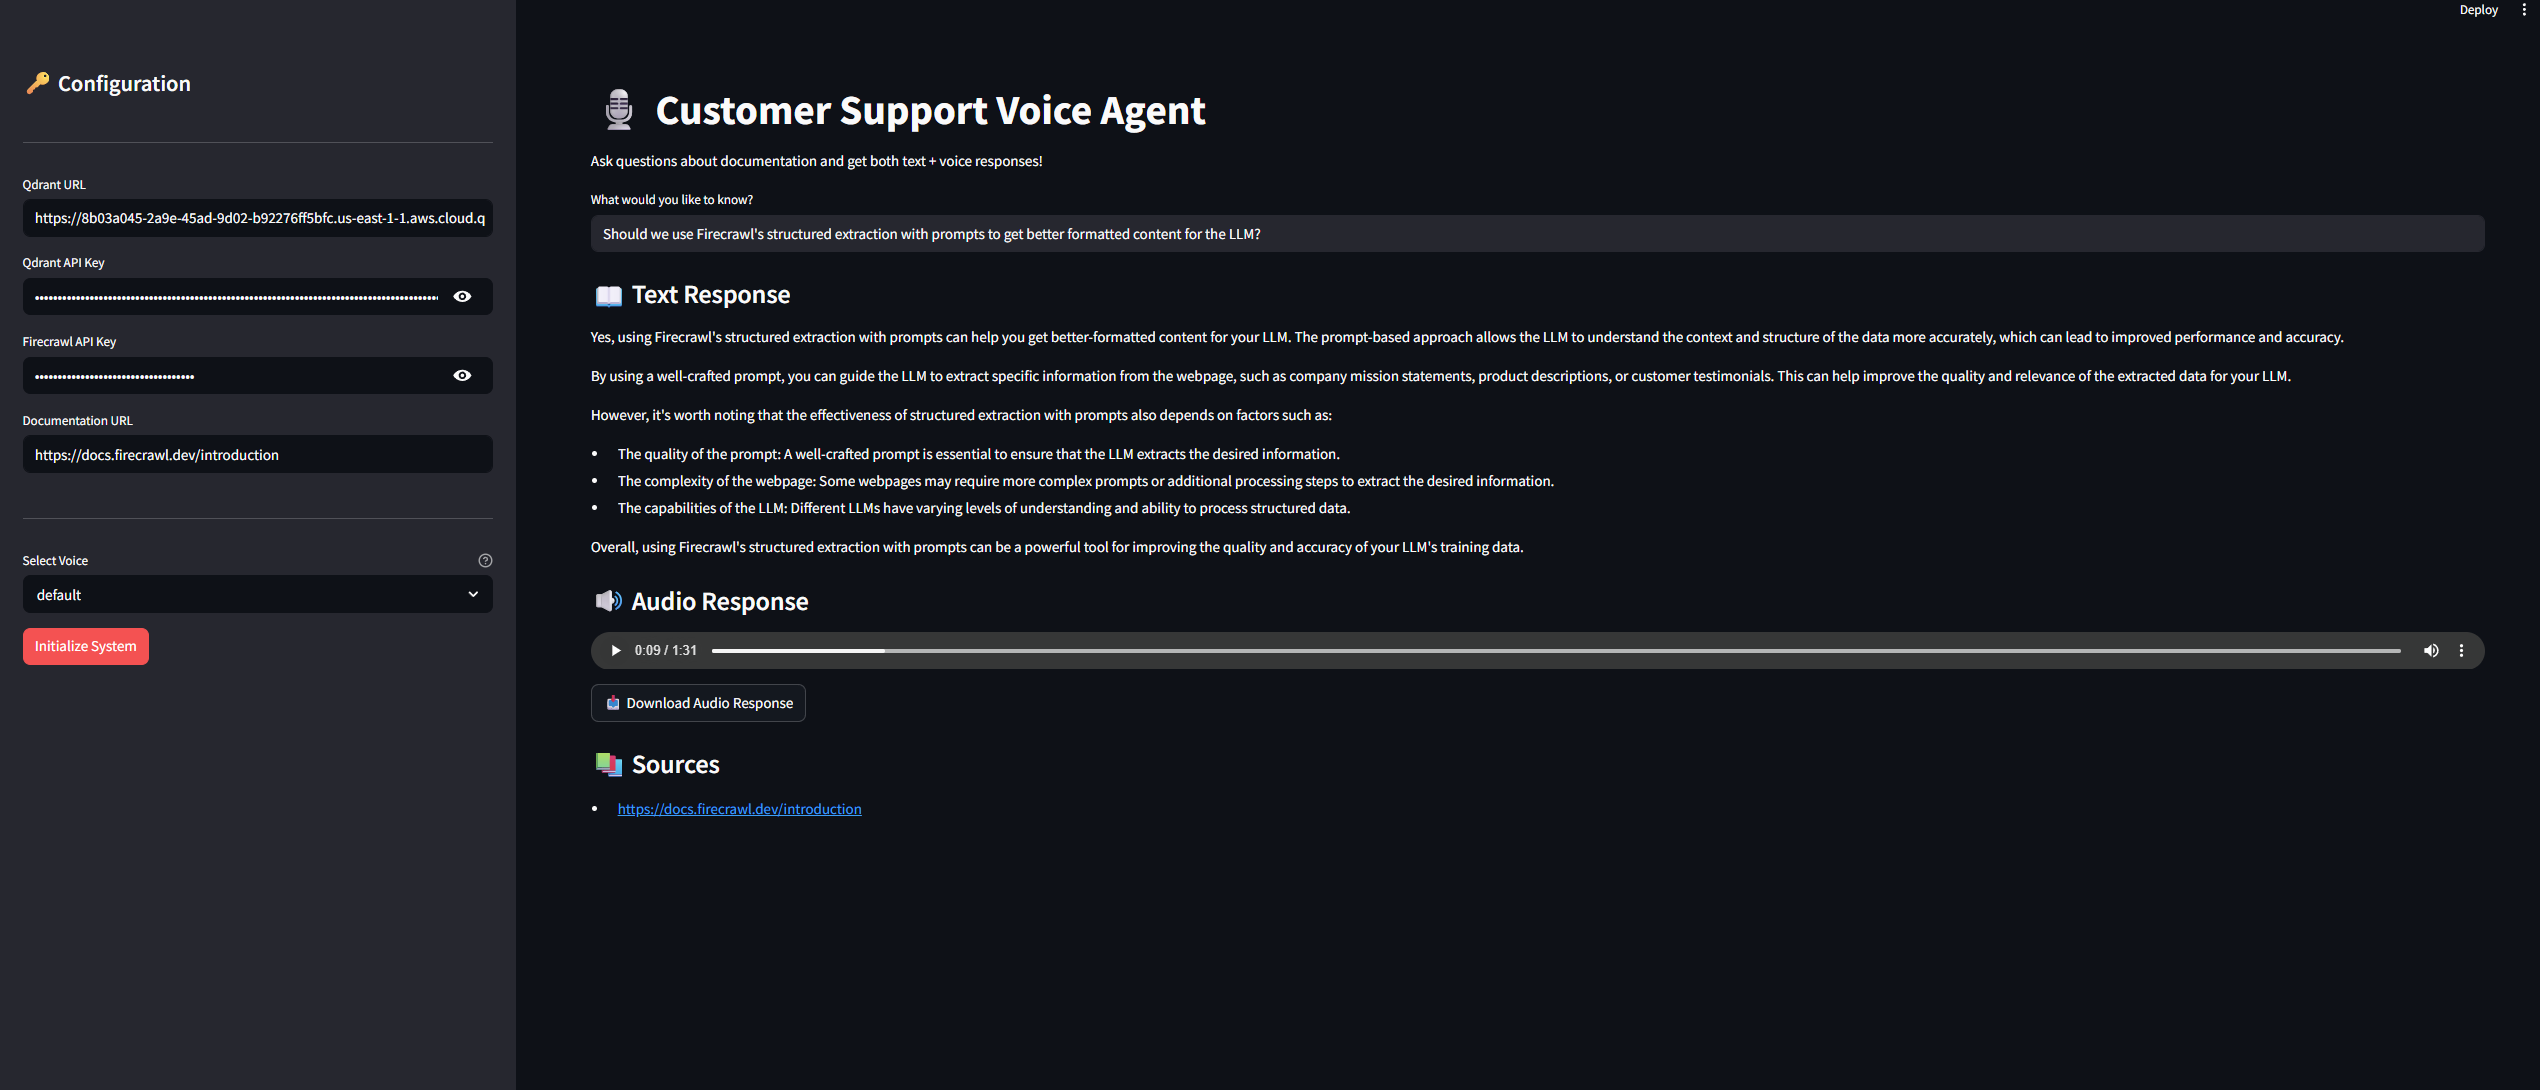 Deploy
Configuration
Qdrant URL
https://8b03a045-2a9e-45ad-9d02-b92276ff5bfc.us-east-1-1.aws.cloud.q
Qdrant API Key
Firecrawl API Key
Documentation URL
https://docs.firecrawl.dev/introduction
Select Voice
default
Initialize System
Customer Support Voice Agent
Ask questions about documentation and get both text + voice responses!
What would you like to know?
Should we use Firecrawl's structured extraction with prompts to get better formatted content for the LLM?
Text Response
Yes, using Firecrawl's structured extraction with prompts can help you get better-formatted content for your LLM. The prompt-based approach allows the LLM to understand the context and structure of the data more accurately, which can lead to improved performance and accuracy.
By using a well-crafted prompt, you can guide the LLM to extract specific information from the webpage, such as company mission statements, product descriptions, or customer testimonials. This can help improve the quality and relevance of the extracted data for your LLM.
However, it's worth noting that the effectiveness of structured extraction with prompts also depends on factors such as:
• The quality of the prompt: A well-crafted prompt is essential to ensure that the LLM extracts the desired information.
• The complexity of the webpage: Some webpages may require more complex prompts or additional processing steps to extract the desired information.
• The capabilities of the LLM: Different LLMs have varying levels of understanding and ability to process structured data.
Overall, using Firecrawl's structured extraction with prompts can be a powerful tool for improving the quality and accuracy of your LLM's training data.
Audio Response
0:09 / 1:31
Download Audio Response
Sources
• https://docs.firecrawl.dev/introduction